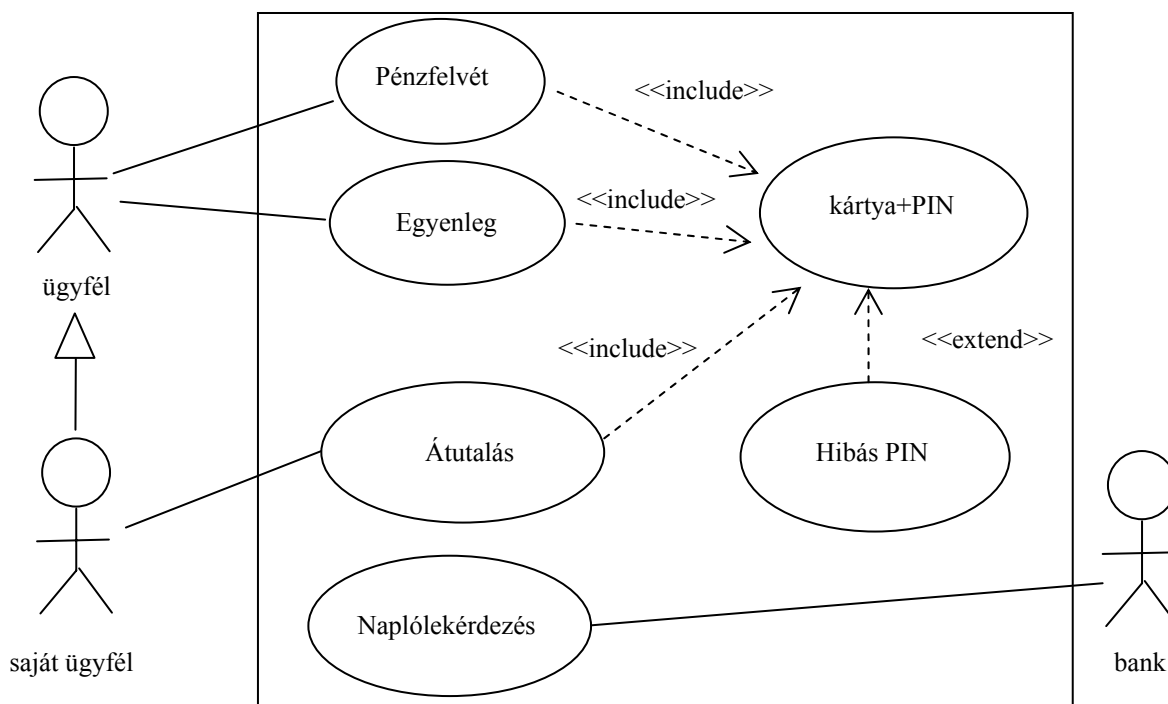 Pénzfelvét
<<include>>
kártya+PIN
<<include>>
Egyenleg
ügyfél
<<extend>>
<<include>>
Átutalás
Hibás PIN
Naplólekérdezés
saját ügyfél
bank